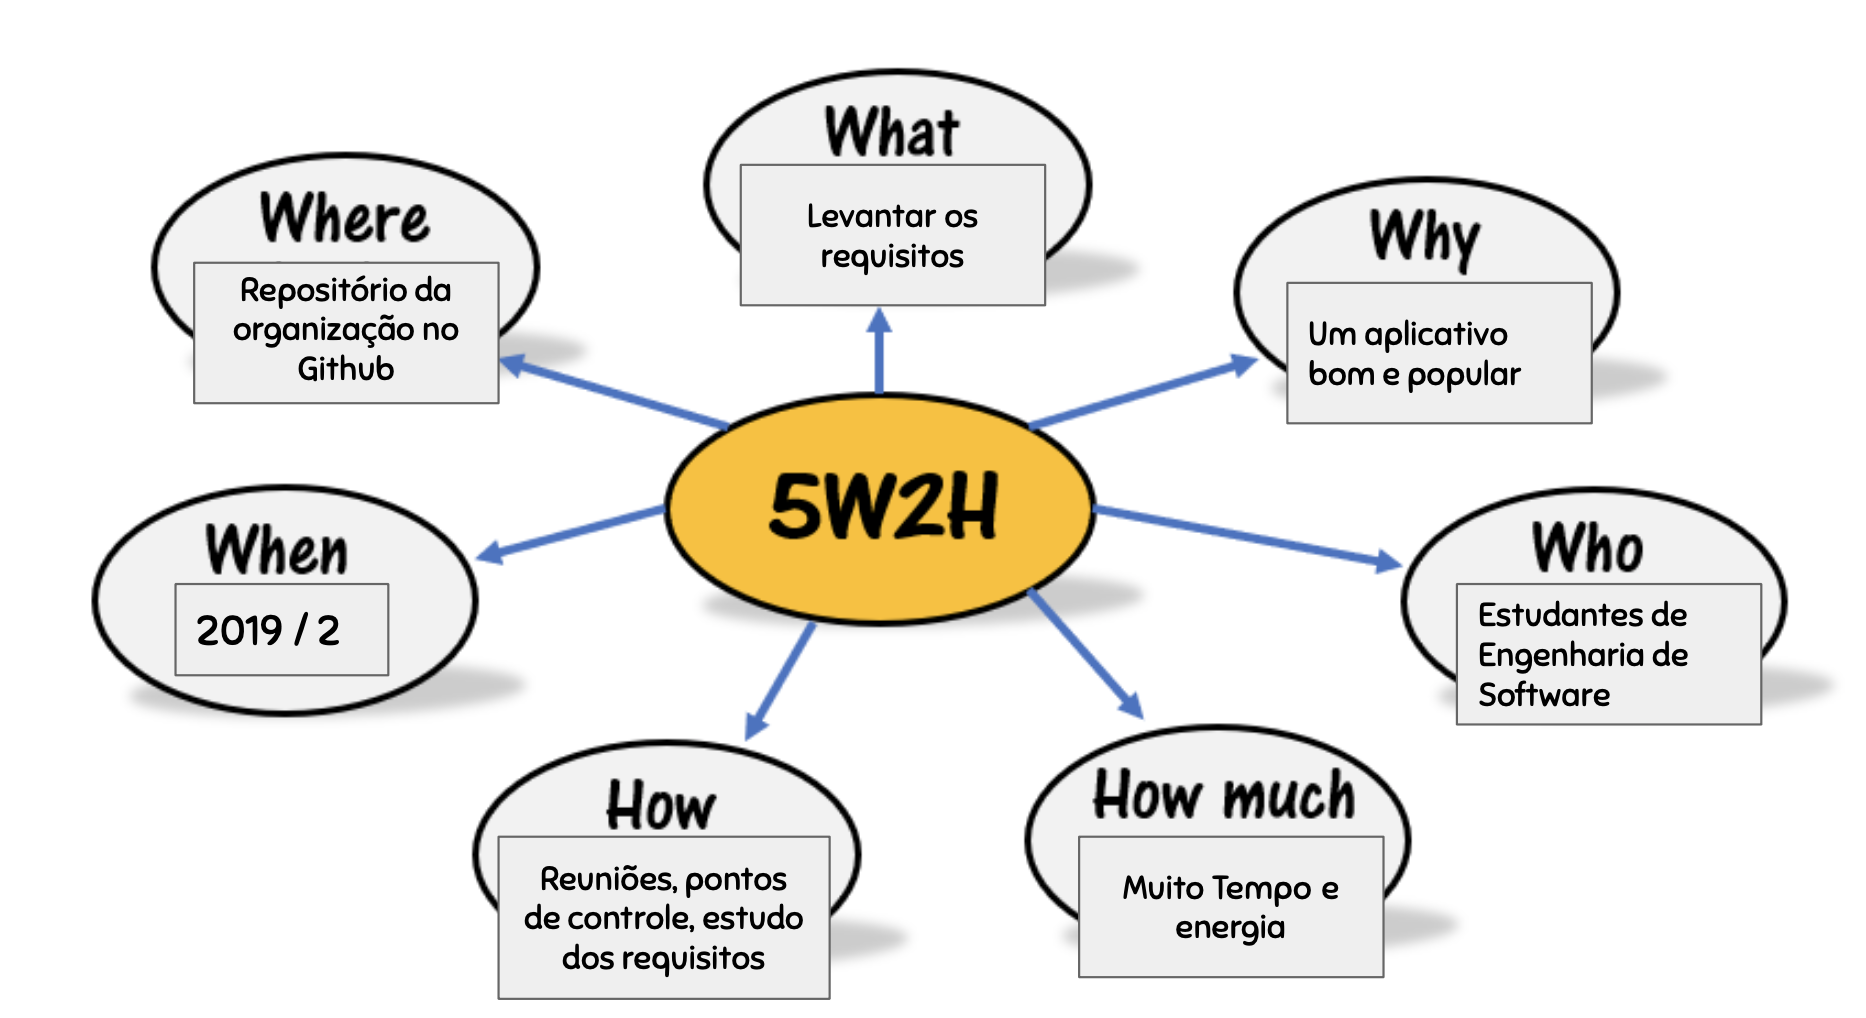 What
Levantar os
requisitos
Where
Repositório da
organização no
Github
Why
Um aplicativo
bom e popular
5W2H
When
2019 / 2
Who
Estudantes de
Engenharia de
Software
How
Reuniões, pontos
de controle, estudo
dos requisitos
How much
Muito Tempo e
energia